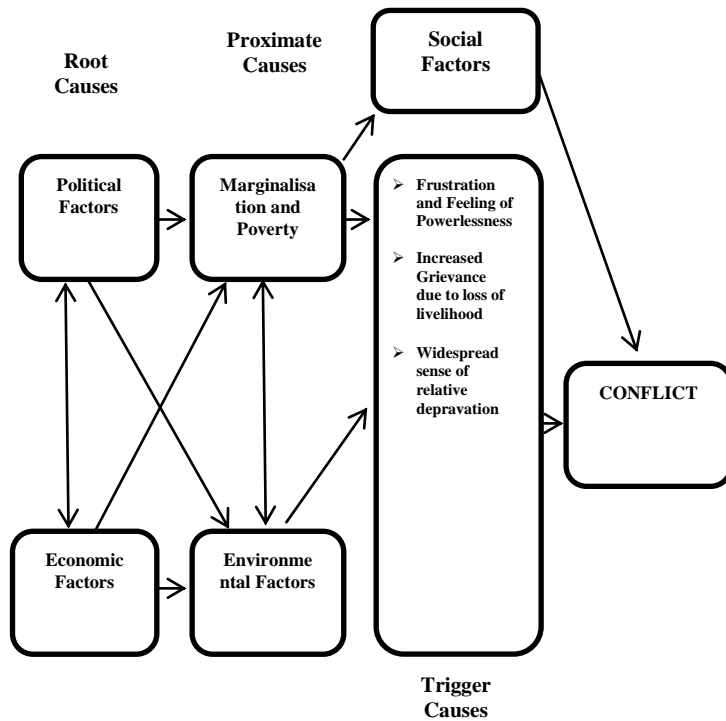 Root
Causes
Proximate
Causes
Social
Factors
Political
Factors
Marginalisa
tion and
Poverty
➢ Frustration
and Feeling of
Powerlessness
➢ Increased
Grievance
due to loss of
livelihood
➢ Widespread
sense of
relative
depravation
CONFLICT
Economic
Factors
Environme
ntal Factors
Trigger
Causes